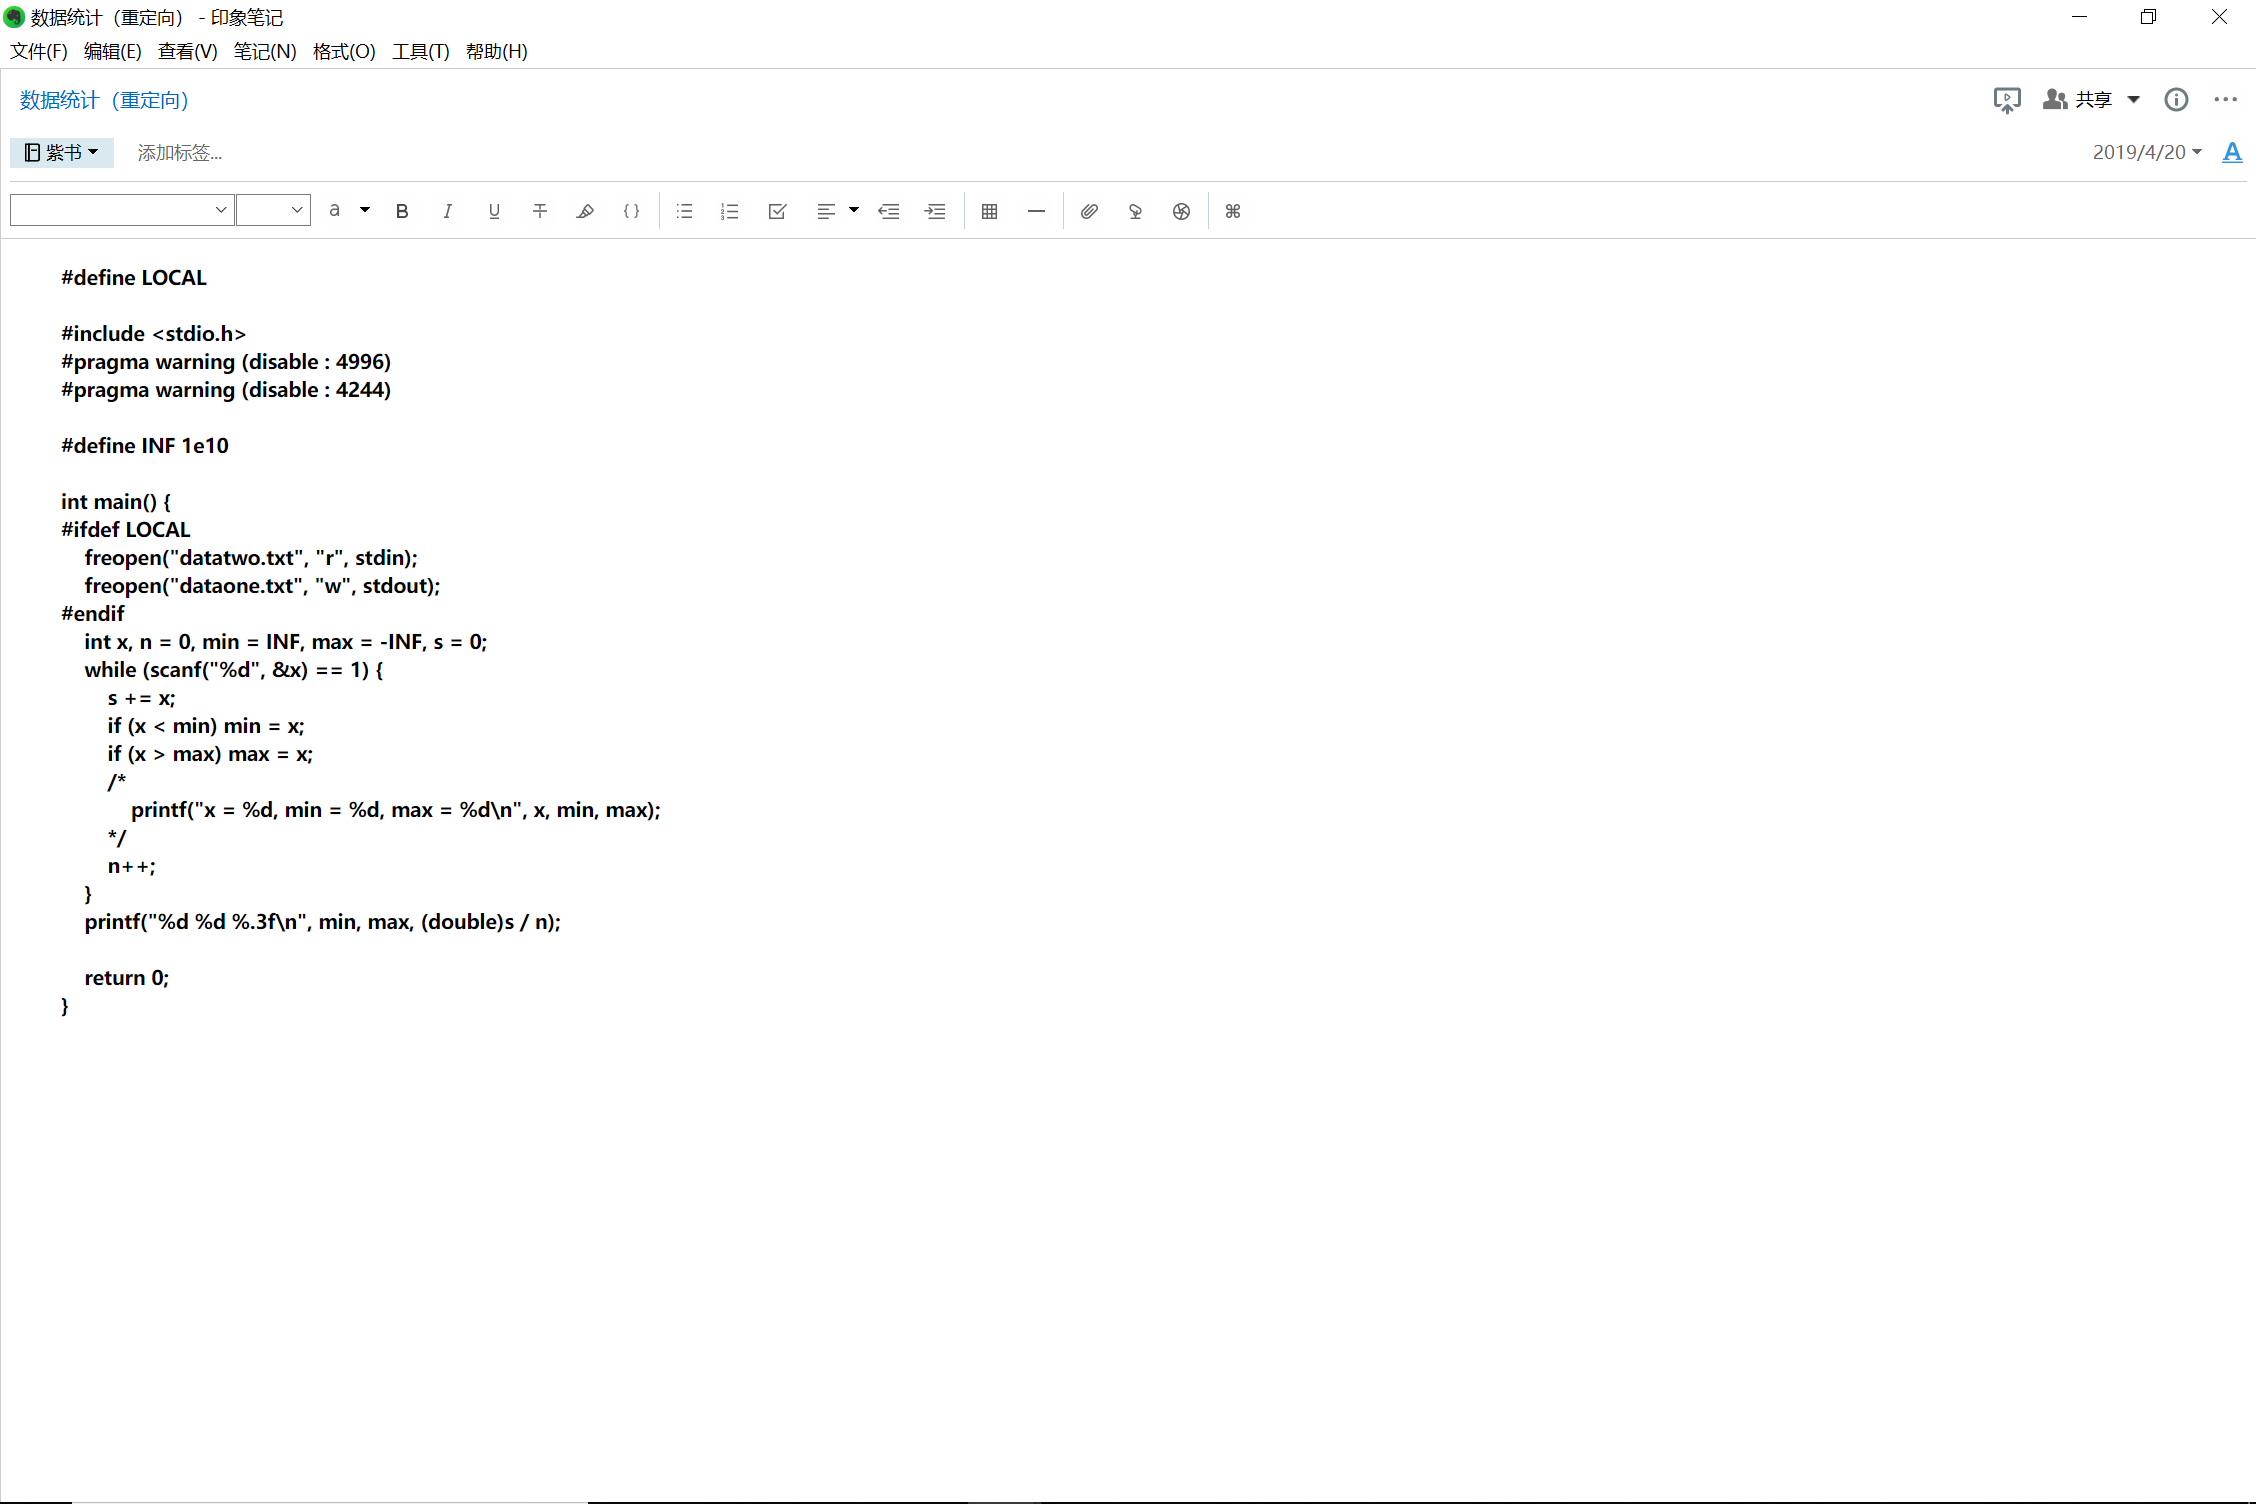 数据统计（重定向） - 印象笔记
文件(F) 编辑(E) 查看(V) 笔记(N) 格式(O) 工具(T) 帮助(H)
数据统计（重定向）
共享
紫书
添加标签...
2019/4/20
#define LOCAL
#include <stdio.h>
#pragma warning (disable : 4996)
#pragma warning (disable : 4244)
#define INF 1e10
int main() {
#ifdef LOCAL
freopen("datatwo.txt", "r", stdin);
freopen("dataone.txt", "w", stdout);
#endif
int x, n = 0, min = INF, max = -INF, s = 0;
while (scanf("%d", &x) == 1) {
s += x;
if (x < min) min = x;
if (x > max) max = x;
/*
printf("x = %d, min = %d, max = %d\n", x, min, max);
*/
n++;
}
printf("%d %d %.3f\n", min, max, (double)s / n);
return 0;
}